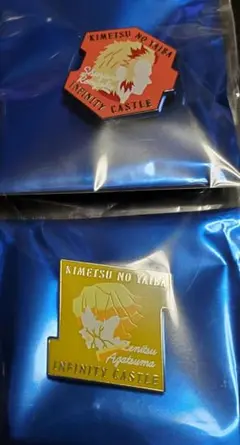 KIMETSU NO YAIBA
INFINITY CASTLE
KIMETSU NO YAIBA
Zenitsu
Agatsuma
INFINITY CASTLE